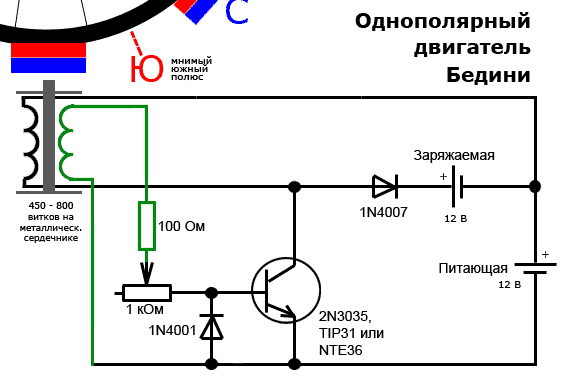 С
Однополярный
двигатель
Бедини
Ю
мнимый
южный
полюс
Заряжаемая
+
1N4007
12 В
450 - 800
витков на
металлическ.
сердечнике
100 Ом
Питающая
+
12 В
1 кОм
1N4001
2N3035,
TIP31 или
NTE36